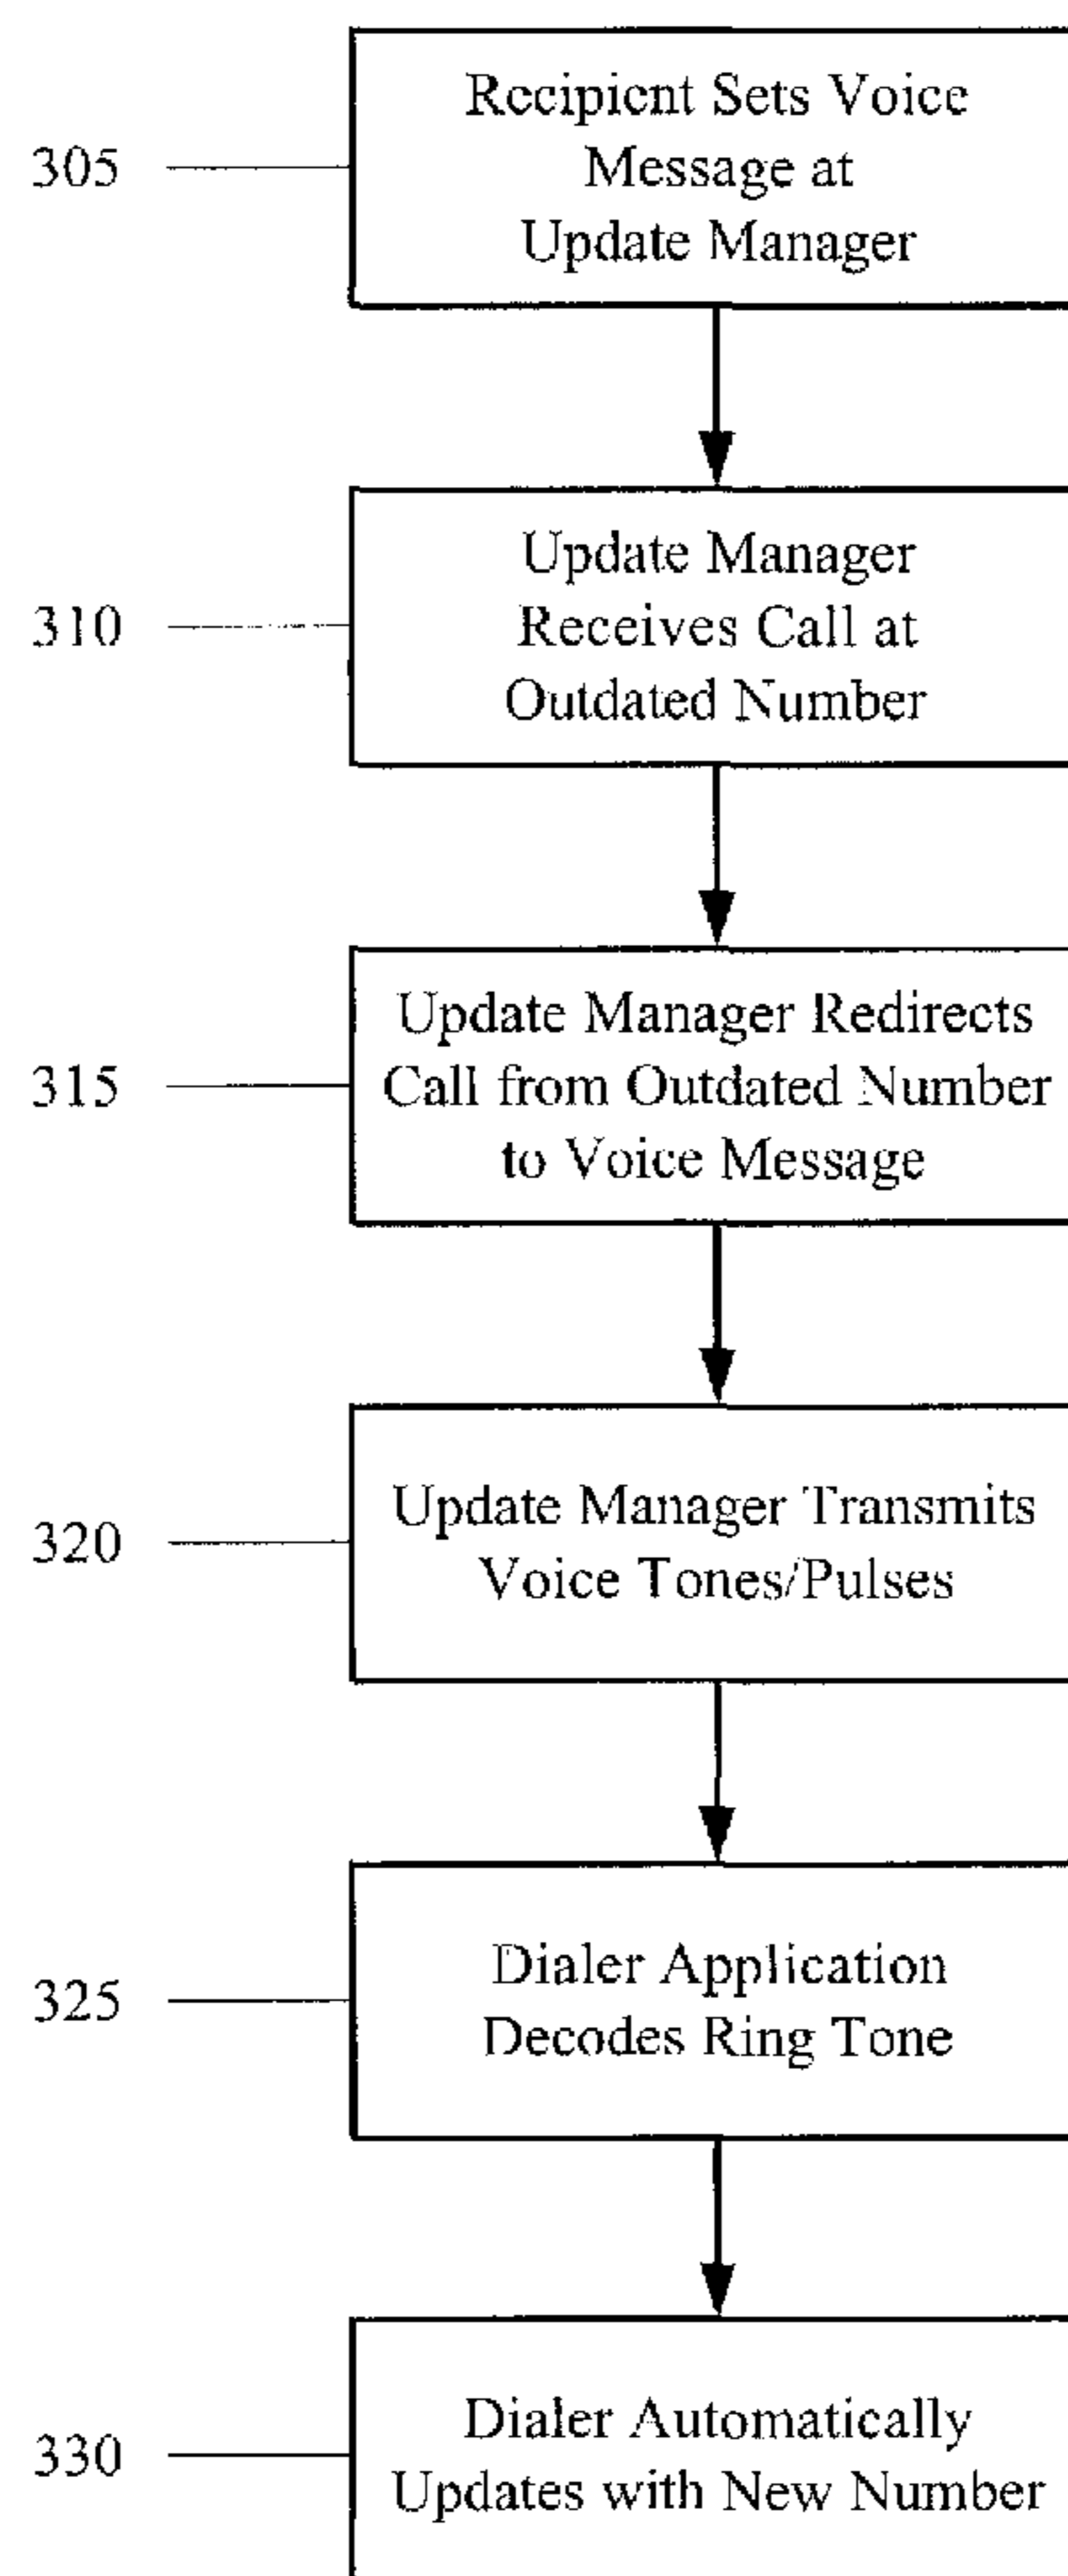 305
Recipient Sets Voice
Message at
Update Manager
310
Update Manager
Receives Call at
Outdated Number
315
Update Manager Redirects
Call from Outdated Number
to Voice Message
320
Update Manager Transmits
Voice Tones/Pulses
325
Dialer Application
Decodes Ring Tone
330
Dialer Automatically
Updates with New Number